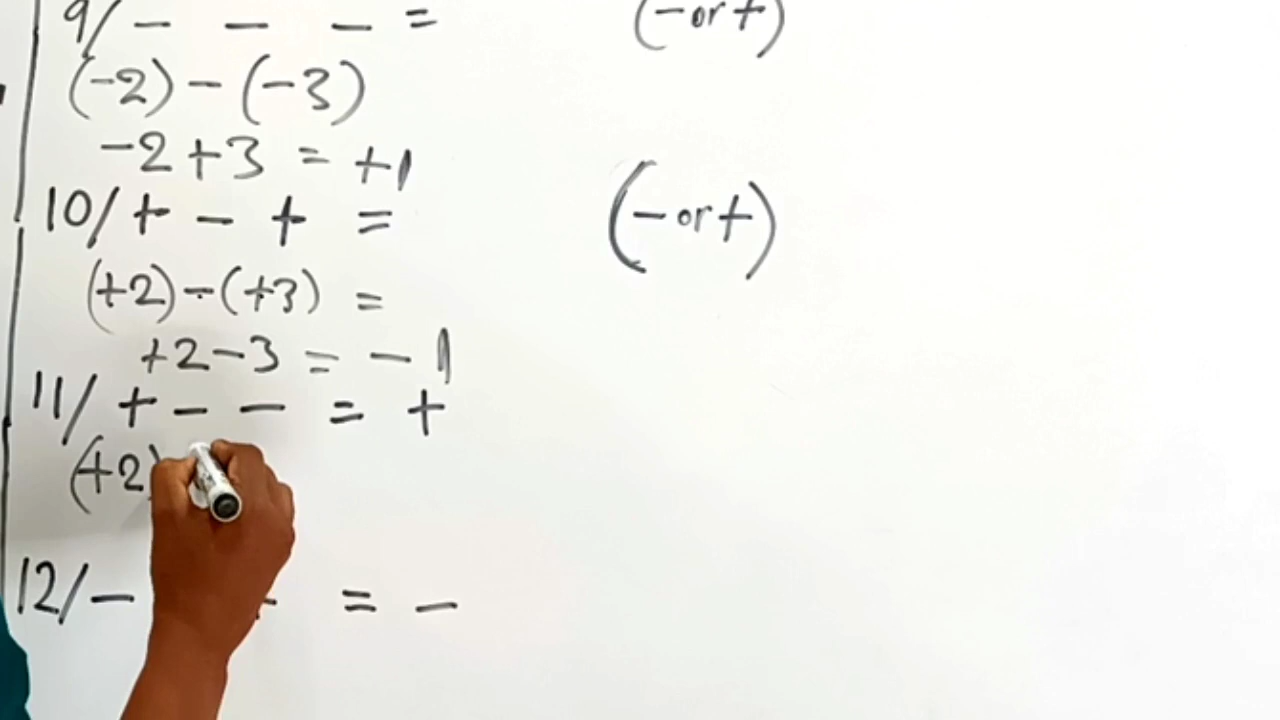 9/ − − − = (− or +)
(−2) − (−3)
−2 + 3 = +1
10/ + − + = (− or +)
(+2) − (+3) =
+2 − 3 = − 1
11/ + − − = +
(+2)
12/ − = −